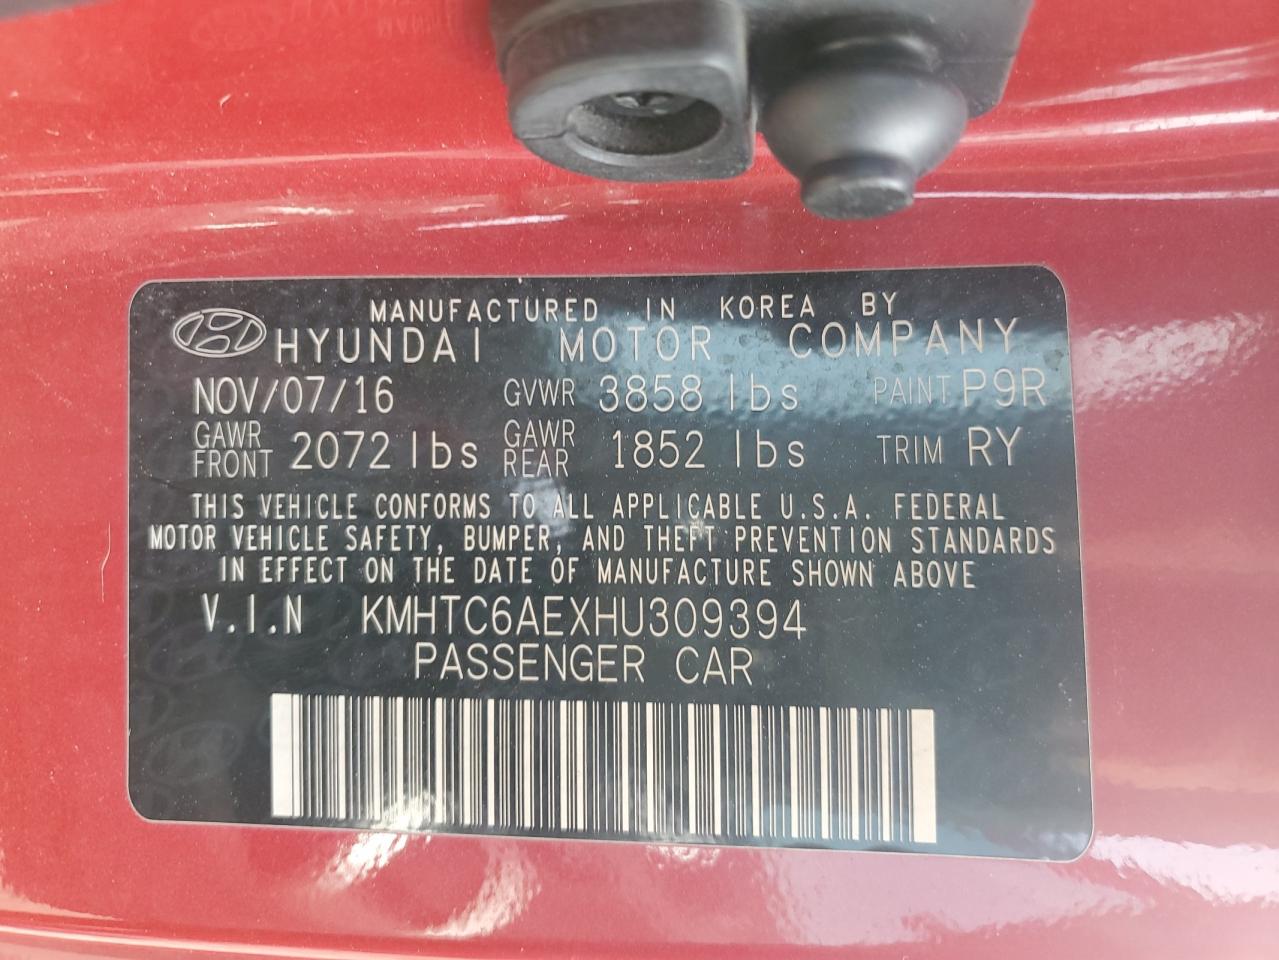 MANUFACTURED IN KOREA BY
HYUNDAI MOTOR COMPANY
NOV/07/16 GVWR 3858 lbs PAINT P9R
GAWR FRONT 2072 lbs GAWR REAR 1852 lbs TRIM RY
THIS VEHICLE CONFORMS TO ALL APPLICABLE U.S.A. FEDERAL
MOTOR VEHICLE SAFETY, BUMPER, AND THEFT PREVENTION STANDARDS
IN EFFECT ON THE DATE OF MANUFACTURE SHOWN ABOVE
V.I.N KMHTC6AEXHU309394
PASSENGER CAR